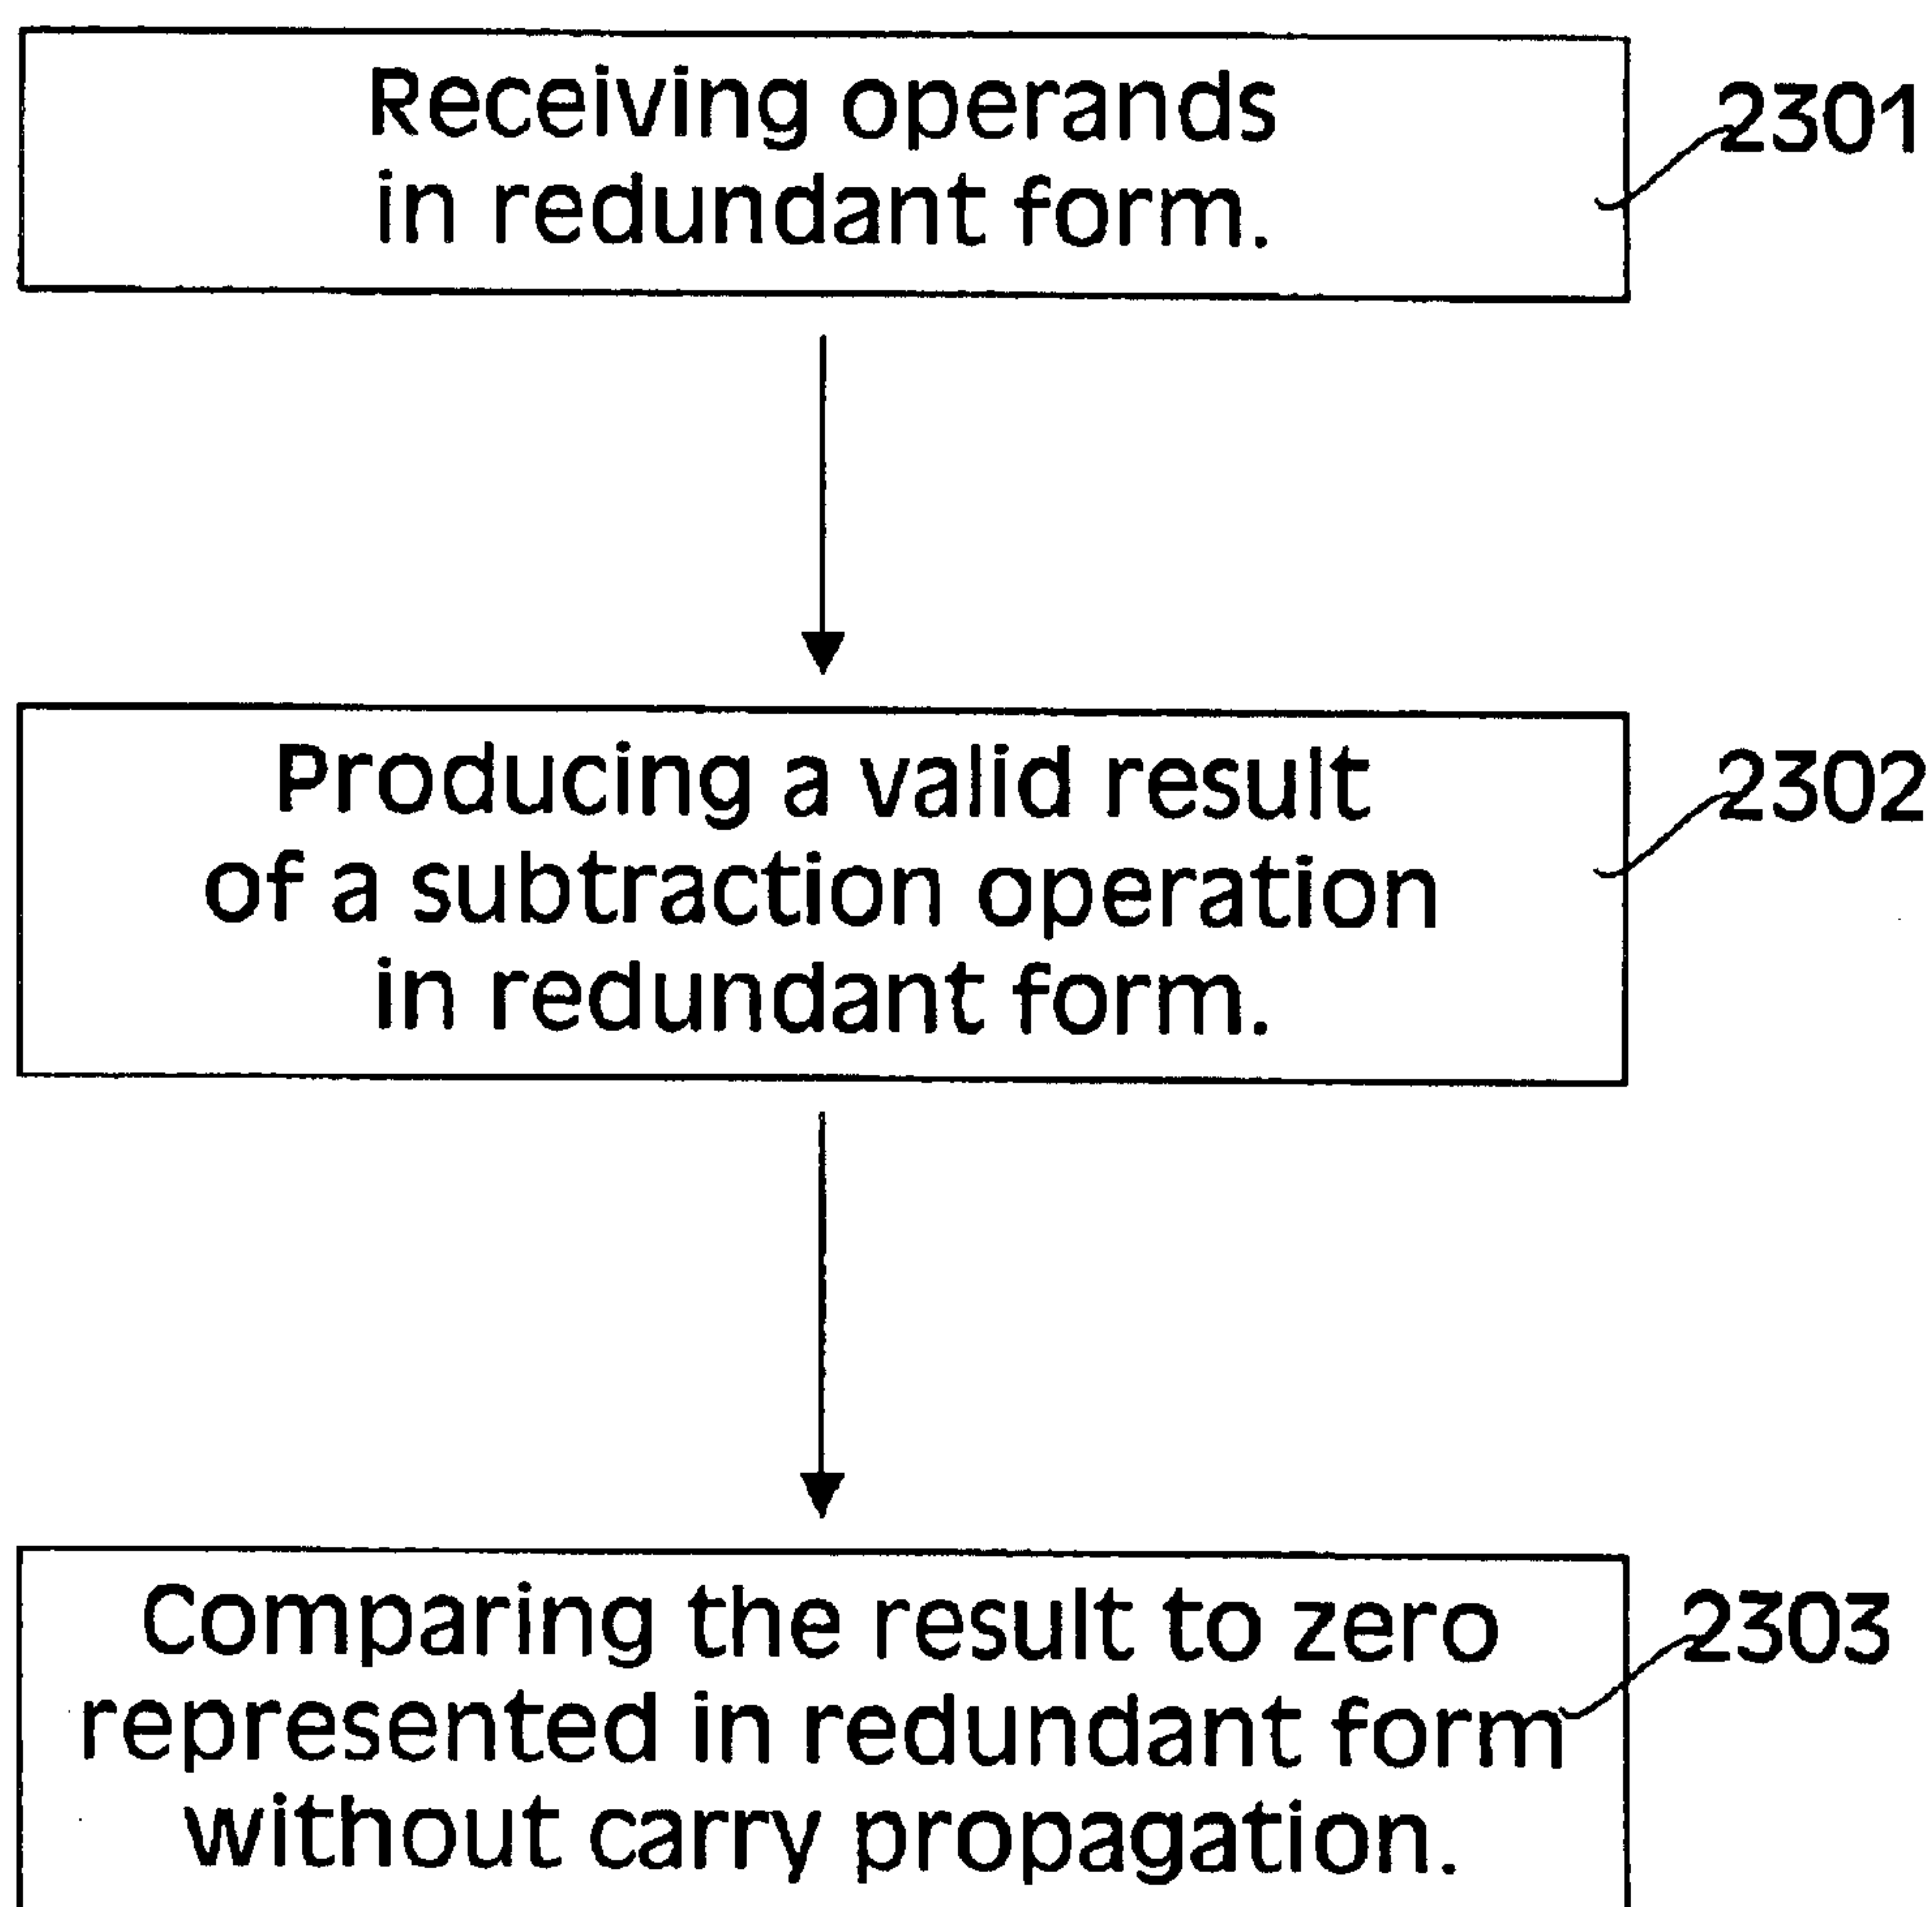 Receiving operands
in redundant form.
2301
Producing a valid result
of a subtraction operation
in redundant form.
2302
Comparing the result to zero
represented in redundant form
without carry propagation.
2303